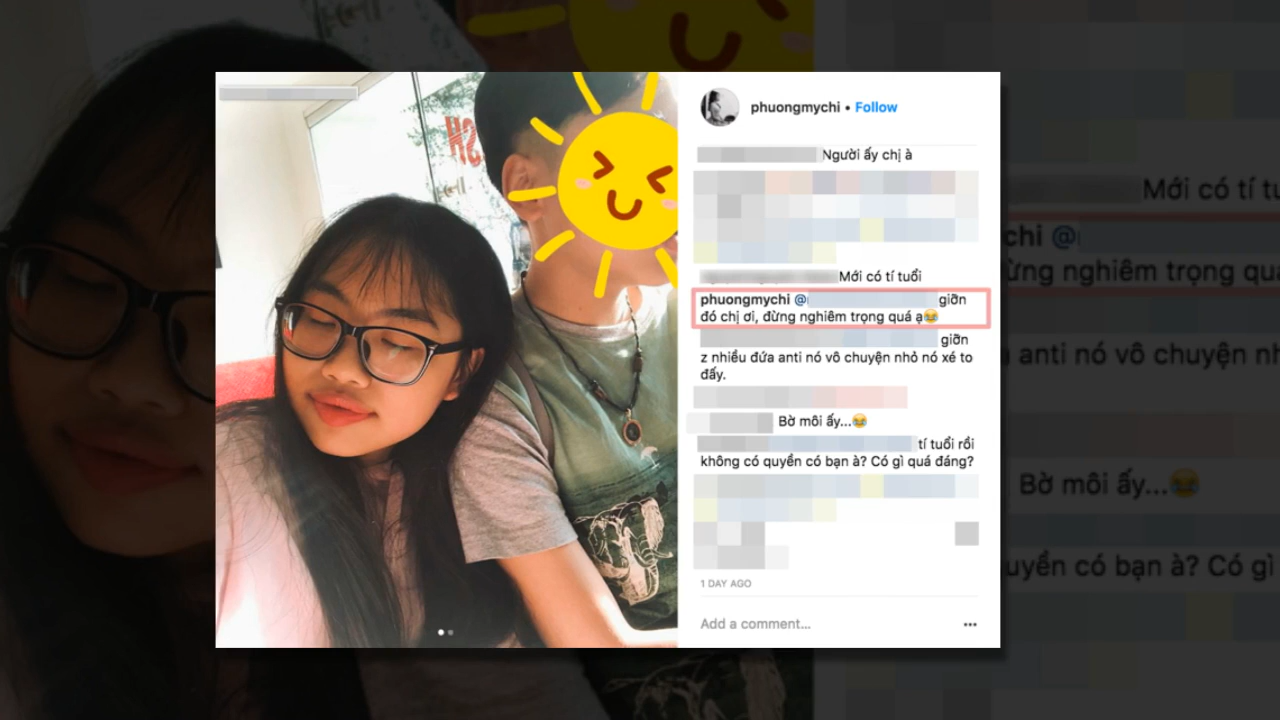 phuongmychi • Follow
Người ấy chị à
Mới có tí tuổi
phuongmychi @ giỡn
đó chị ơi, đừng nghiêm trọng quá ạ😂
giỡn
z nhiều đứa anti nó vô chuyện nhỏ nó xé to
đấy.
Bờ môi ấy...😂
tí tuổi rồi
không có quyền có bạn à? Có gì quá đáng?
1 DAY AGO
Add a comment...
Mới có tí tu
chi @
ừng nghiêm trọng quá
anti nó vô chuyện nh
Bờ môi ấy...😂
uyền có bạn à? Có gì